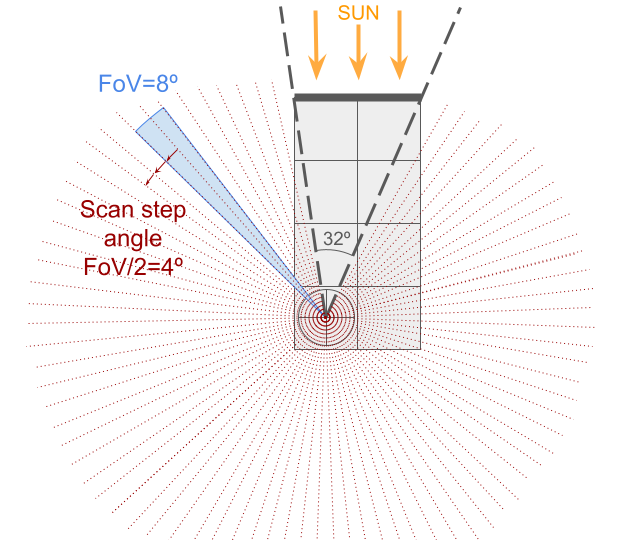 SUN
FoV=8º
Scan step
angle
FoV/2=4º
32º